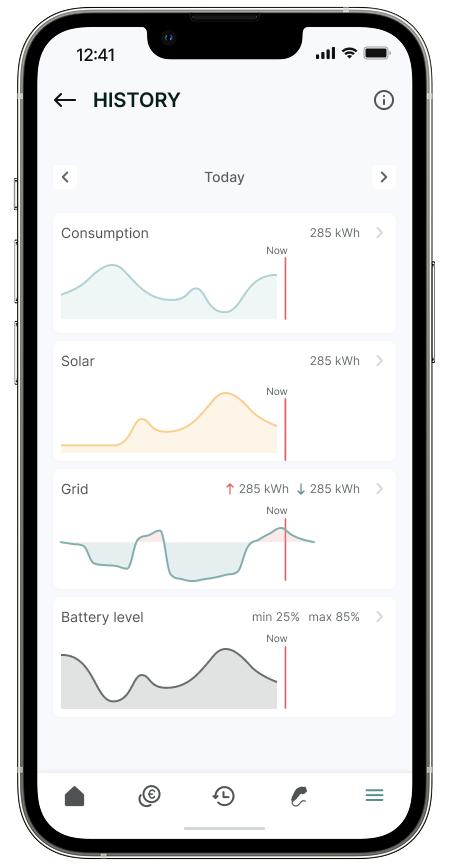 12:41
HISTORY
Today
Consumption 285 kWh
Now
Solar 285 kWh
Now
Grid ↑ 285 kWh ↓ 285 kWh
Now
Battery level min 25% max 85%
Now